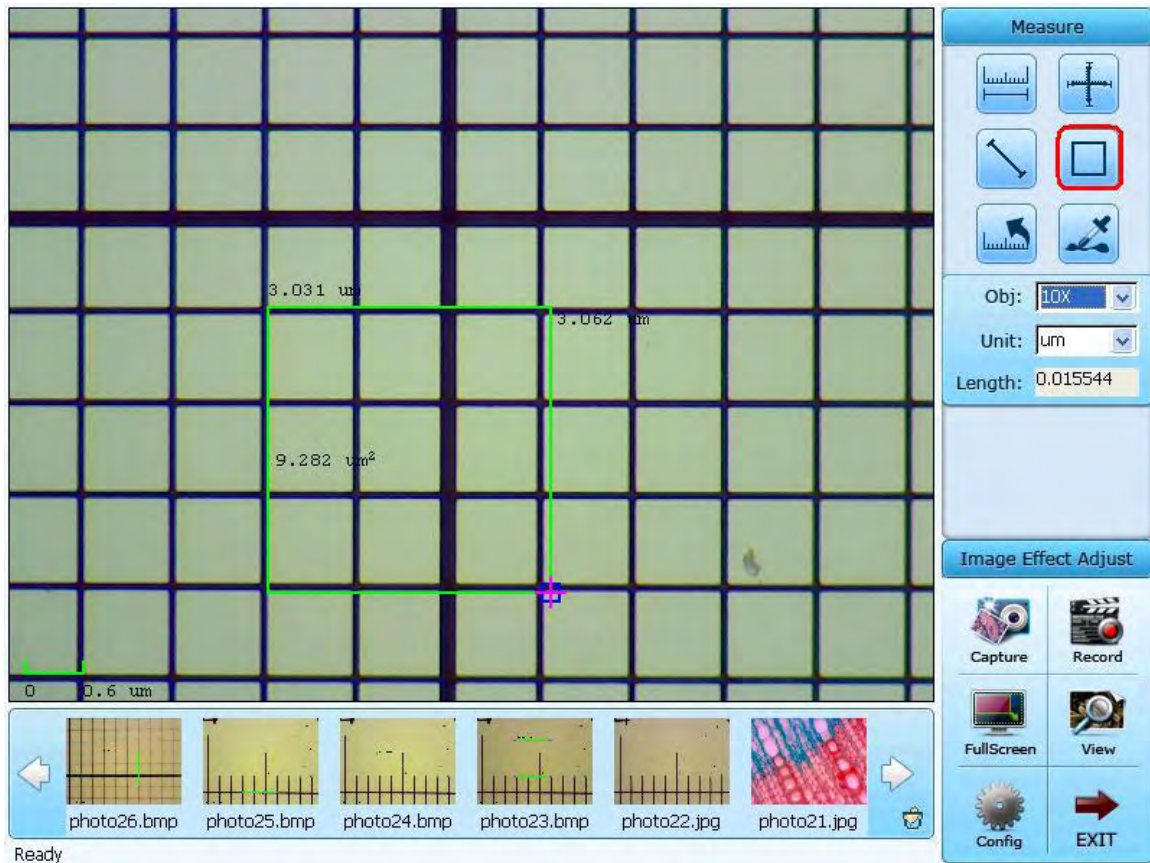 Measure
3.031 um
3.062 um
9.282 um²
0 0.6 um
Obj: 10X
Unit: um
Length: 0.015544
Image Effect Adjust
Capture Record
FullScreen View
Config EXIT
photo26.bmp photo25.bmp photo24.bmp photo23.bmp photo22.jpg photo21.jpg
Ready